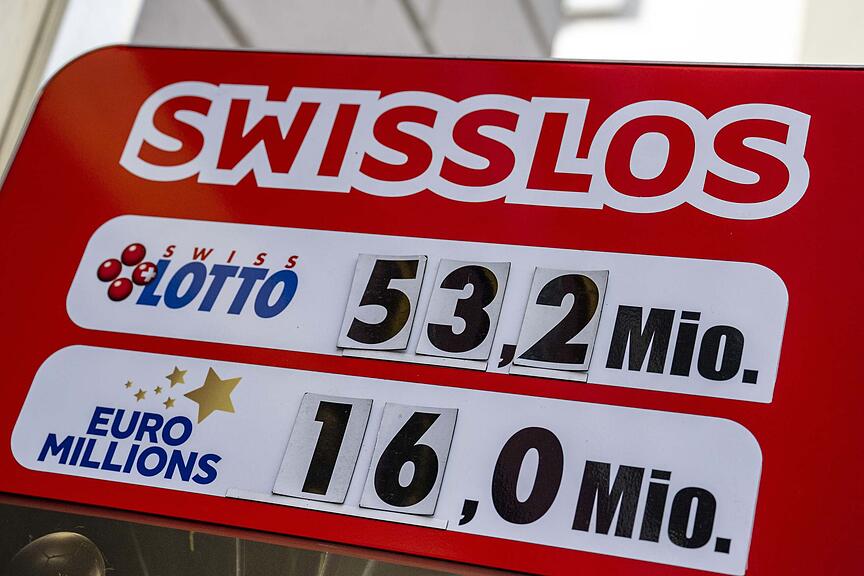 SWISSLOS
SWISS
LOTTO
53,2 Mio.
EURO
MILLIONS
16,0 Mio.